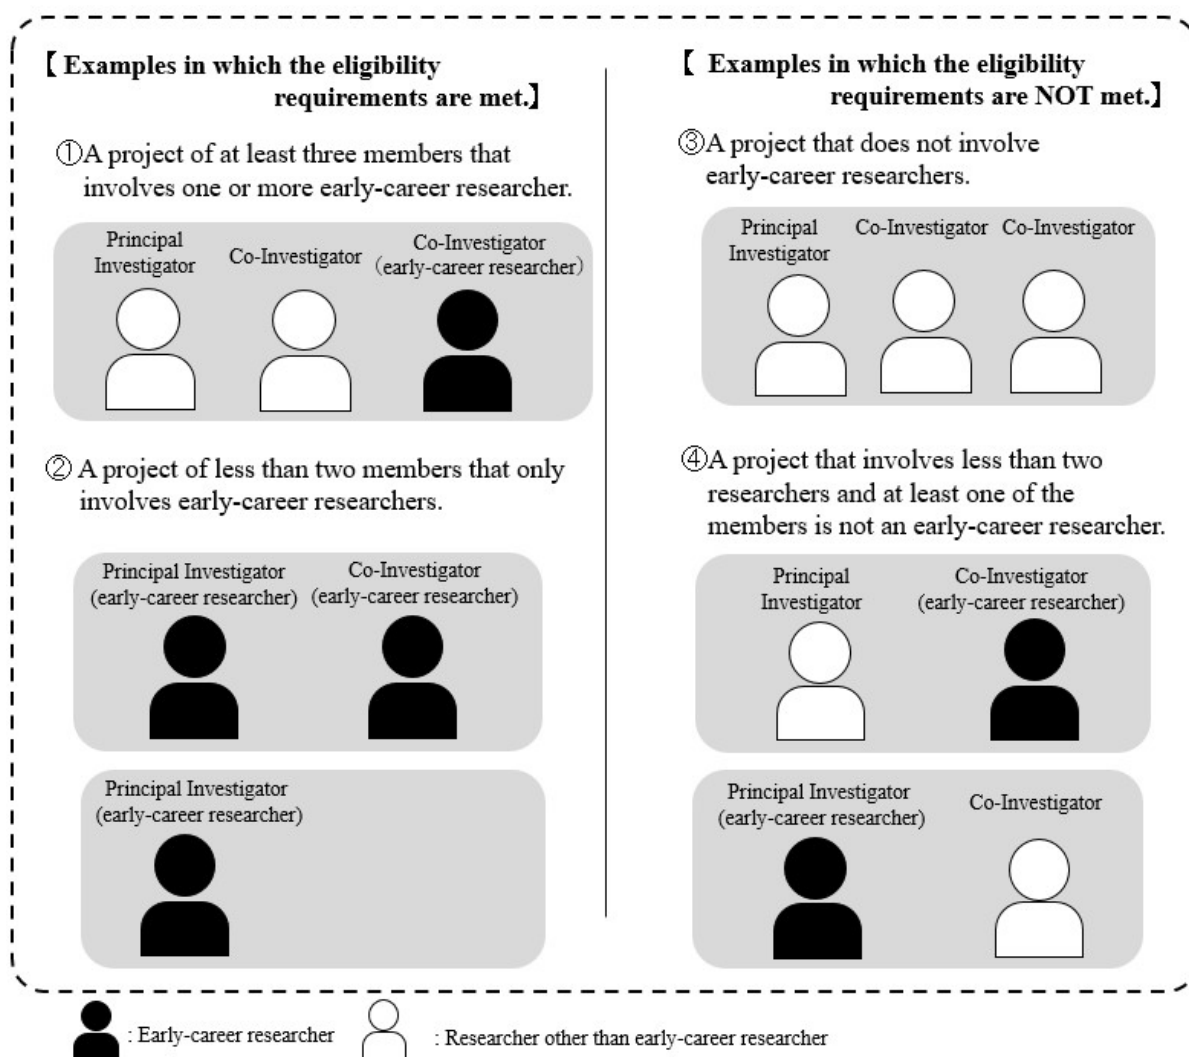 【 Examples in which the eligibility
requirements are met.】
①A project of at least three members that
involves one or more early-career researcher.
Principal
Investigator
Co-Investigator
Co-Investigator
(early-career researcher)
② A project of less than two members that only
involves early-career researchers.
Principal Investigator
(early-career researcher)
Co-Investigator
(early-career researcher)
Principal Investigator
(early-career researcher)
【 Examples in which the eligibility
requirements are NOT met.】
③A project that does not involve
early-career researchers.
Principal
Investigator
Co-Investigator
Co-Investigator
④A project that involves less than two
researchers and at least one of the
members is not an early-career researcher.
Principal
Investigator
Co-Investigator
(early-career researcher)
Principal Investigator
(early-career researcher)
Co-Investigator
: Early-career researcher
: Researcher other than early-career researcher